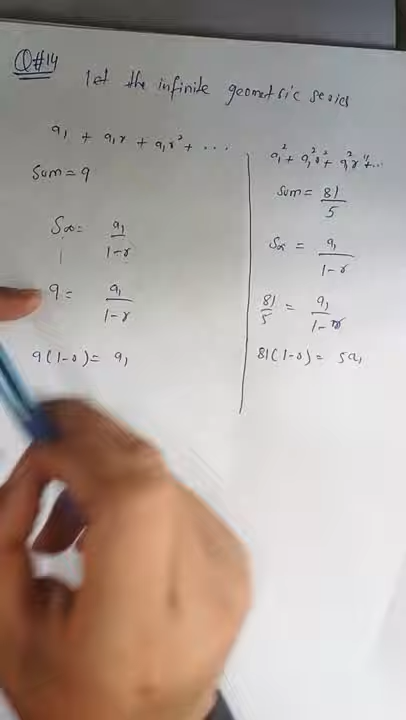 Q#14
Let the infinite geometric series
a₁ + a₁r + a₁r² + ...
Sum = 9
S∞ = a₁/(1-r)
9 = a₁/(1-r)
9(1-r) = a₁
a₁² + a₁²r² + a₁²r⁴+...
Sum = 81/5
S∞ = a₁/(1-r)
81/5 = a₁/(1-r)
81(1-r) = 5a₁